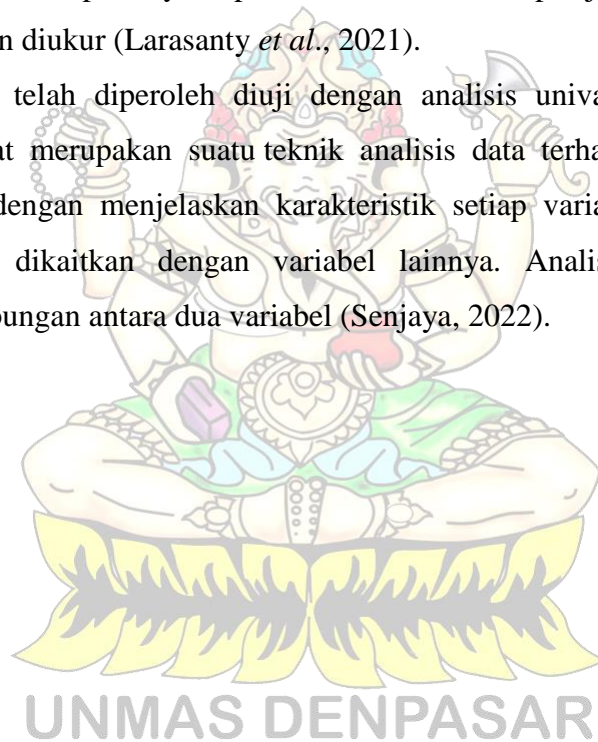 n diukur (Larasanty et al., 2021).
telah diperoleh diuji dengan analisis univa
at merupakan suatu teknik analisis data terha
dengan menjelaskan karakteristik setiap varia
dikaitkan dengan variabel lainnya. Analis
ungan antara dua variabel (Senjaya, 2022).
UNMAS DENPASAR